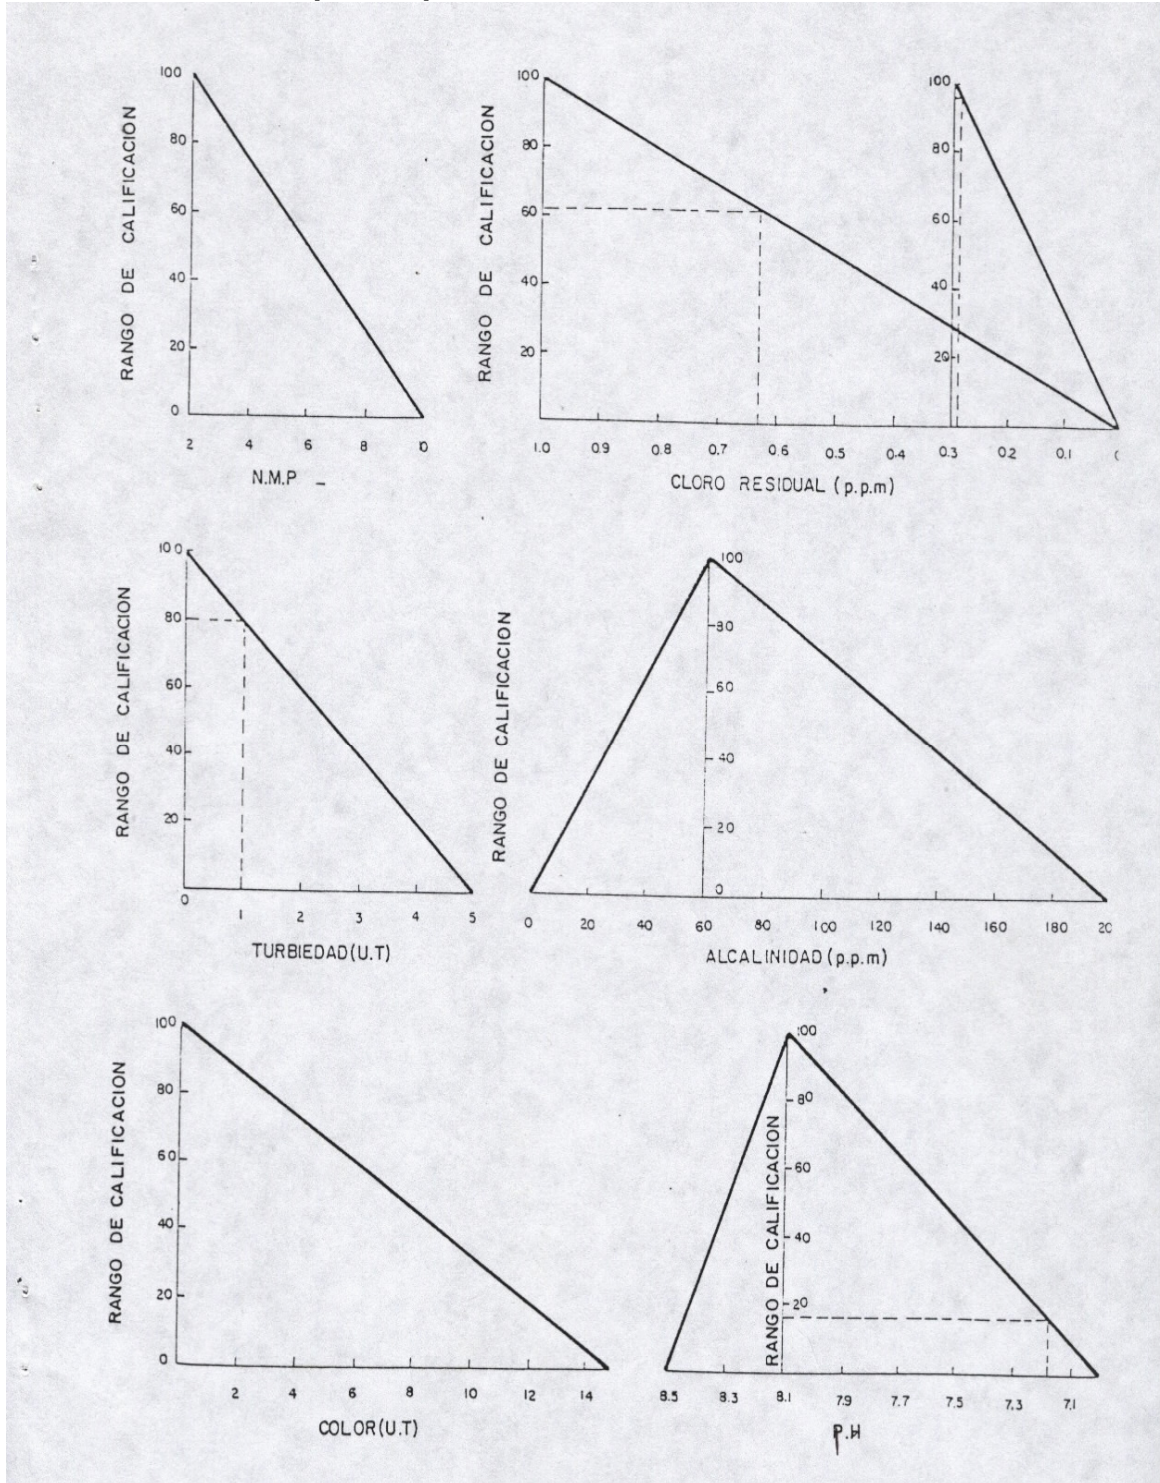 RANGO DE CALIFICACION
100
80
60
40
20
0
2 4 6 8 10
N.M.P
RANGO DE CALIFICACION
100
80
60
40
20
100
80
60
40
20
1.0 0.9 0.8 0.7 0.6 0.5 0.4 0.3 0.2 0.1
CLORO RESIDUAL (p.p.m)
RANGO DE CALIFICACION
100
80
60
40
20
0 1 2 3 4 5
TURBIEDAD(U.T)
RANGO DE CALIFICACION
100
80
60
40
20
0
0 20 40 60 80 100 120 140 160 180 20
ALCALINIDAD (p.p.m)
RANGO DE CALIFICACION
100
80
60
40
20
0
2 4 6 8 10 12 14
COLOR(U.T)
RANGO DE CALIFICACION
100
80
60
40
20
8.5 8.3 8.1 7.9 7.7 7.5 7.3 7.1
P.H